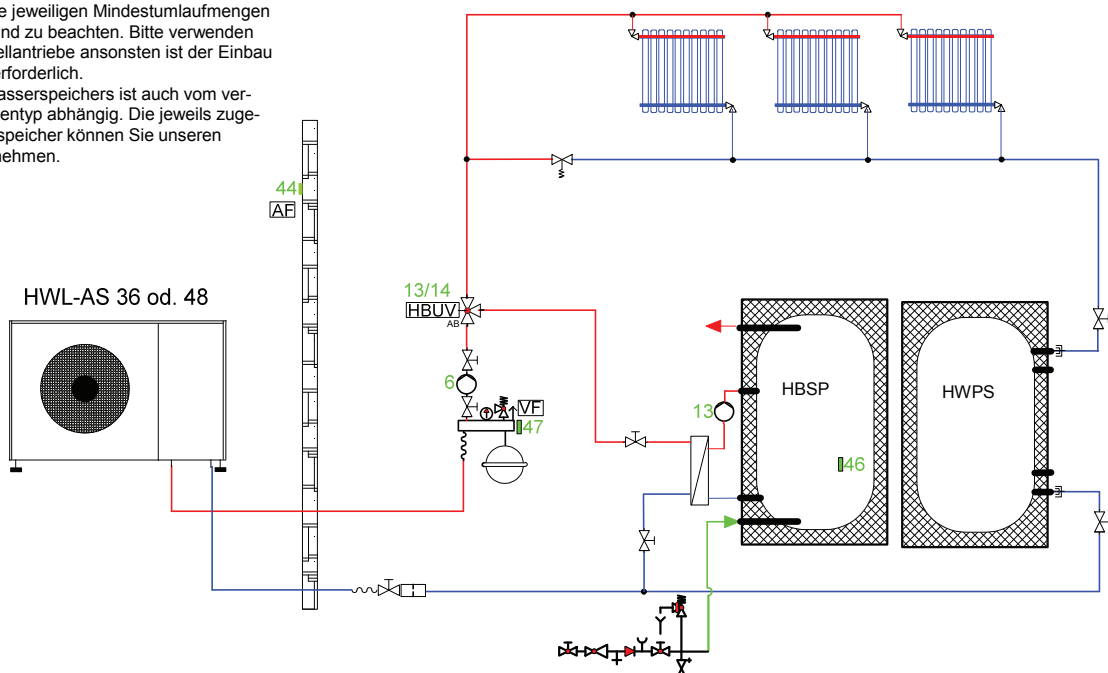 e jeweiligen Mindestumlaufmengen
nd zu beachten. Bitte verwenden
ellantriebe ansonsten ist der Einbau
erforderlich.
asserspeichers ist auch vom ver-
entyp abhängig. Die jeweils zuge-
speicher können Sie unseren
nehmen.
44
AF
HWL-AS 36 od. 48
13/14
HBUV
AB
6
VF
47
13
HBSP
46
HWPS